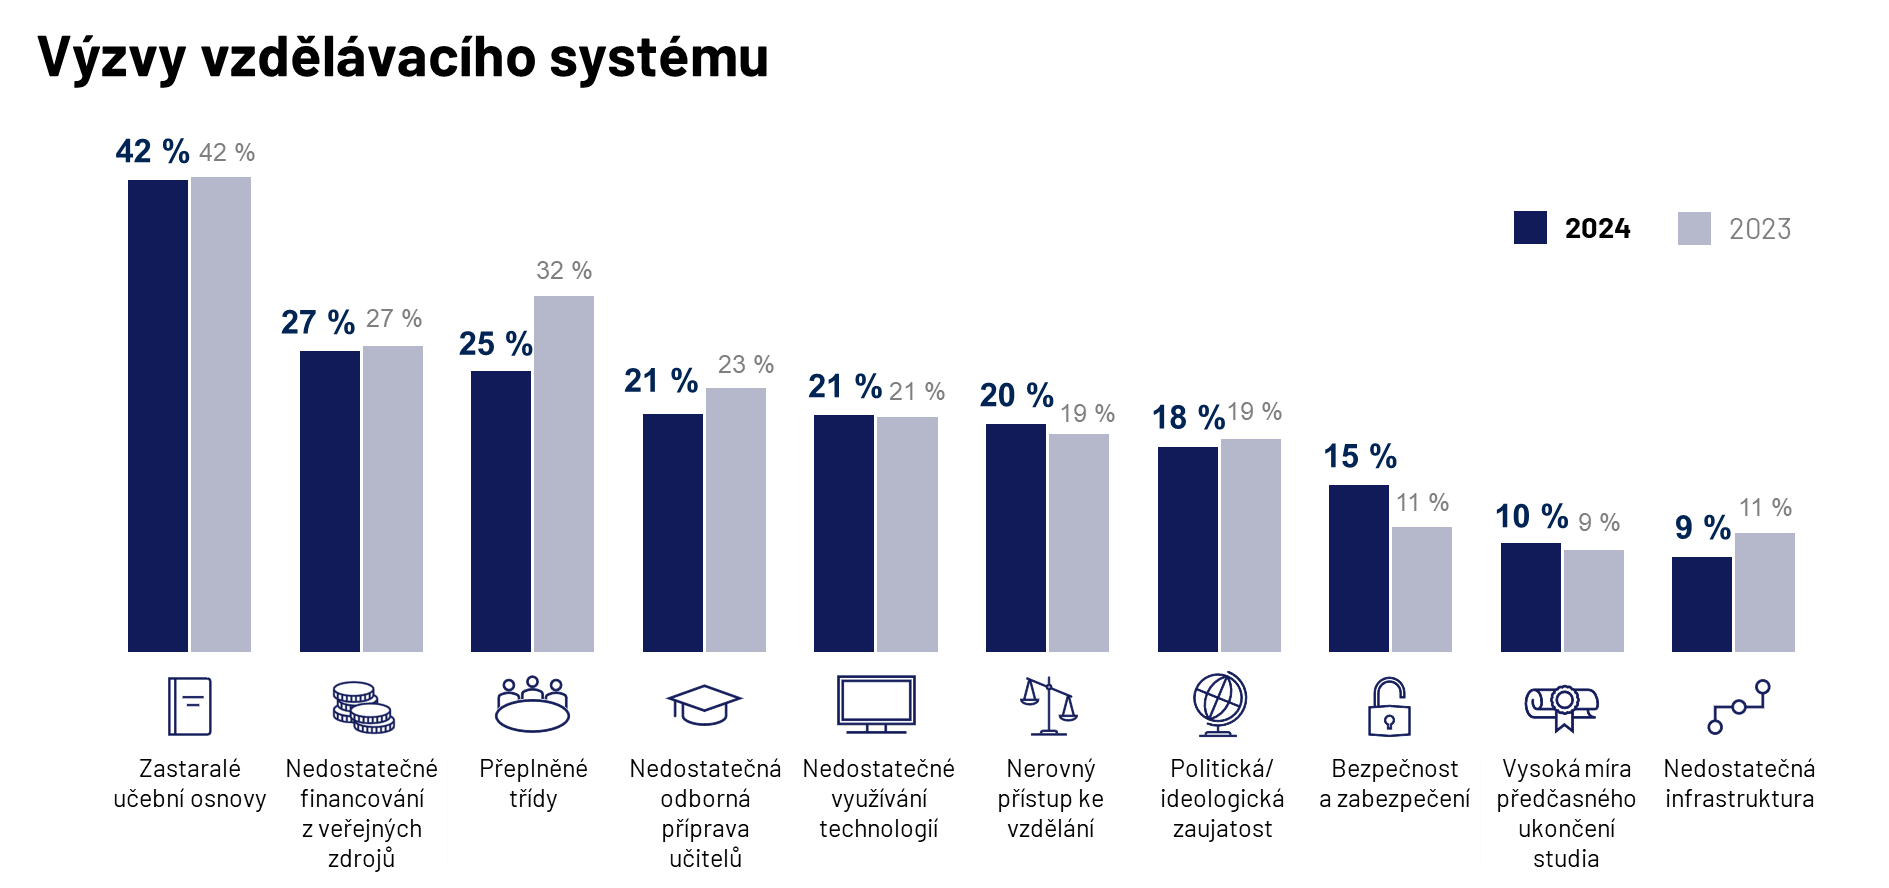 Výzvy vzdělávacího systému
42 % 42 %
27 % 27 %
25 % 32 %
21 % 23 %
21 % 21 %
20 % 19 %
18 % 19 %
15 % 11 %
10 % 9 %
9 % 11 %
2024 2023
Zastaralé
učební osnovy
Nedostatečné
financování
z veřejných
zdrojů
Přeplněné
třídy
Nedostatečná
odborná
příprava
učitelů
Nedostatečné
využívání
technologií
Nerovný
přístup ke
vzdělání
Politická/
ideologická
zaujatost
Bezpečnost
a zabezpečení
Vysoká míra
předčasného
ukončení
studia
Nedostatečná
infrastruktura